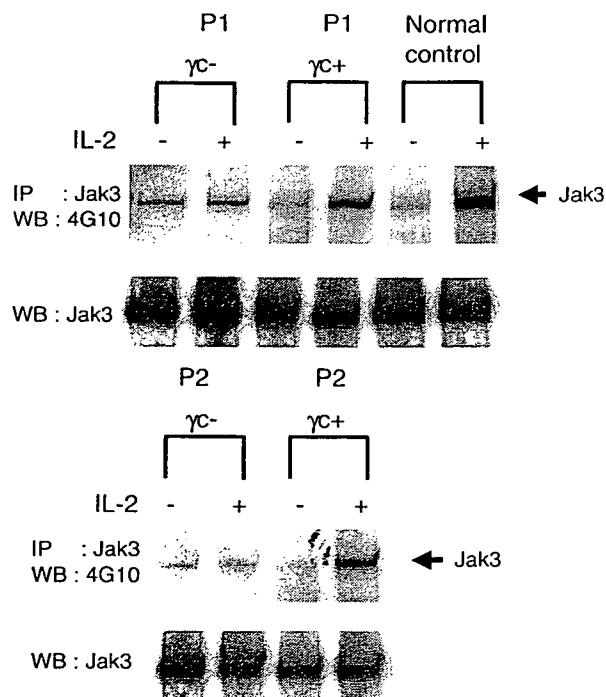 P1 P1 Normal
control
γc- γc+
IL-2 - + - + - +
IP : Jak3
WB : 4G10
Jak3
WB : Jak3
P2 P2
γc- γc+
IL-2 - + - +
IP : Jak3
WB : 4G10
Jak3
WB : Jak3